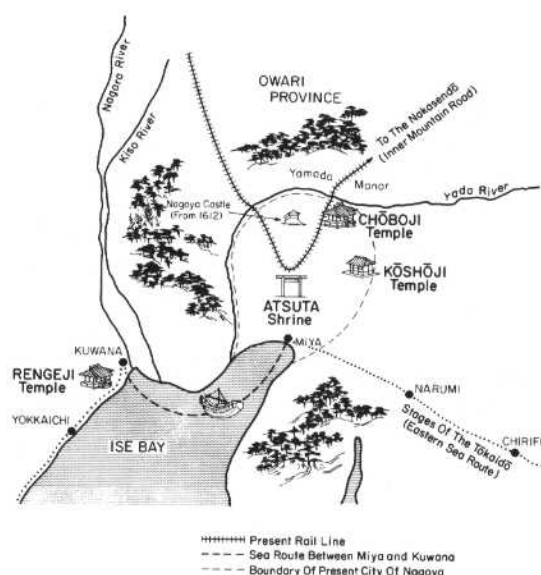 Nagara River
Kiso River
OWARI
PROVINCE
To The Nakasendō
(Inner Mountain Road)
Yamada Manor
Yada River
Nagoya Castle
(From 1612)
CHŌBOJI
Temple
KŌSHŌJI
Temple
ATSUTA
Shrine
MIYA
KUWANA
RENGEJI
Temple
NARUMI
YOKKAICHI
Stages Of The Tōkaidō
(Eastern Sea Route)
ISE BAY
Present Rail Line
Sea Route Between Miya and Kuwana
Boundary Of Present City Of Nagoya